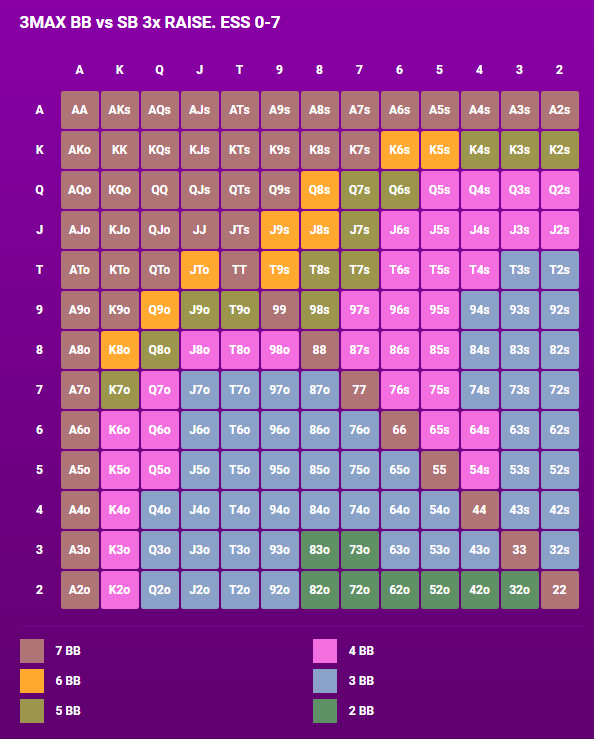 3MAX BB vs SB 3x RAISE. ESS 0-7
A K Q J T 9 8 7 6 5 4 3 2
A AA AKs AQs AJs ATs A9s A8s A7s A6s A5s A4s A3s A2s
K AKo KK KQs KJs KTs K9s K8s K7s K6s K5s K4s K3s K2s
Q AQo KQo QQ QJs QTs Q9s Q8s Q7s Q6s Q5s Q4s Q3s Q2s
J AJo KJo QJo JJ JTs J9s J8s J7s J6s J5s J4s J3s J2s
T ATo KTo QTo JTo TT T9s T8s T7s T6s T5s T4s T3s T2s
9 A9o K9o Q9o J9o T9o 99 98s 97s 96s 95s 94s 93s 92s
8 A8o K8o Q8o J8o T8o 98o 88 87s 86s 85s 84s 83s 82s
7 A7o K7o Q7o J7o T7o 97o 87o 77 76s 75s 74s 73s 72s
6 A6o K6o Q6o J6o T6o 96o 86o 76o 66 65s 64s 63s 62s
5 A5o K5o Q5o J5o T5o 95o 85o 75o 65o 55 54s 53s 52s
4 A4o K4o Q4o J4o T4o 94o 84o 74o 64o 54o 44 43s 42s
3 A3o K3o Q3o J3o T3o 93o 83o 73o 63o 53o 43o 33 32s
2 A2o K2o Q2o J2o T2o 92o 82o 72o 62o 52o 42o 32o 22
7 BB 4 BB
6 BB 3 BB
5 BB 2 BB